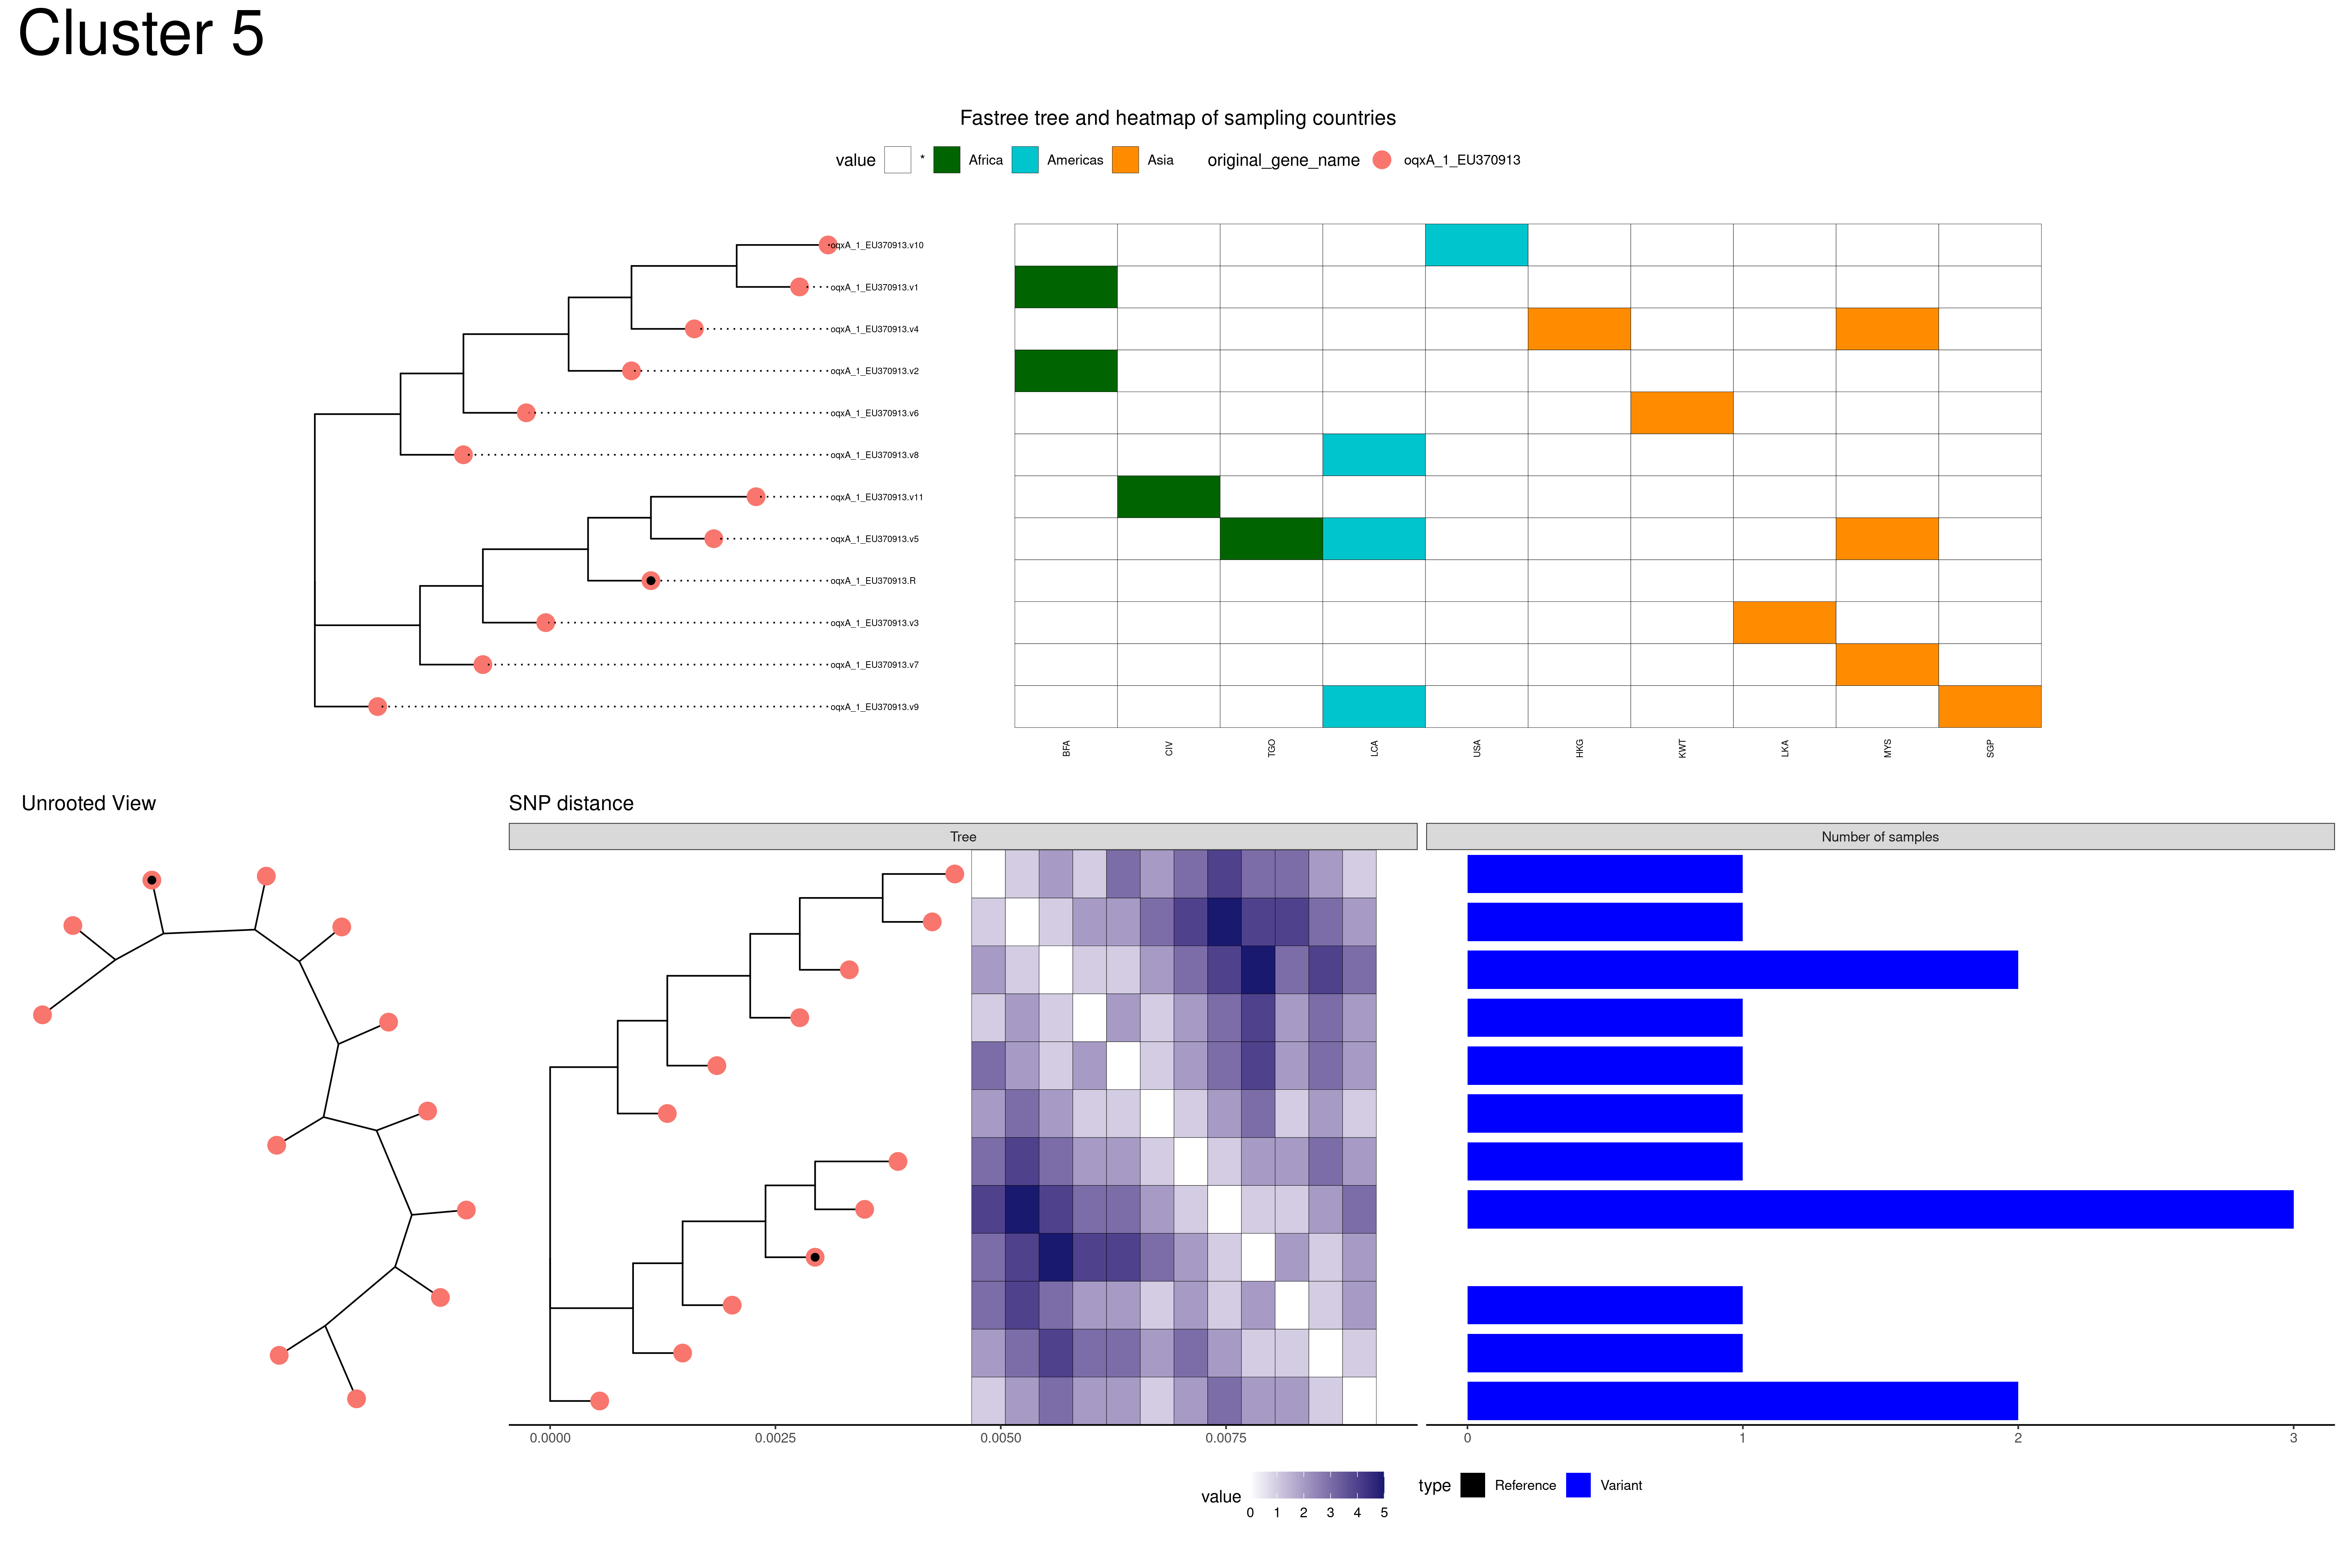 Cluster 5
Fastree tree and heatmap of sampling countries
value * Africa Americas Asia original_gene_name oqxA_1_EU370913
oqxA_1_EU370913.v10
oqxA_1_EU370913.v1
oqxA_1_EU370913.v4
oqxA_1_EU370913.v2
oqxA_1_EU370913.v6
oqxA_1_EU370913.v8
oqxA_1_EU370913.v11
oqxA_1_EU370913.v5
oqxA_1_EU370913.R
oqxA_1_EU370913.v3
oqxA_1_EU370913.v7
oqxA_1_EU370913.v9
BFA CIV TGO LCA USA HKG KWT LKA MYS SGP
Unrooted View
SNP distance
Tree
Number of samples
0.0000 0.0025 0.0050 0.0075
0 1 2 3
value
0 1 2 3 4 5
type Reference Variant